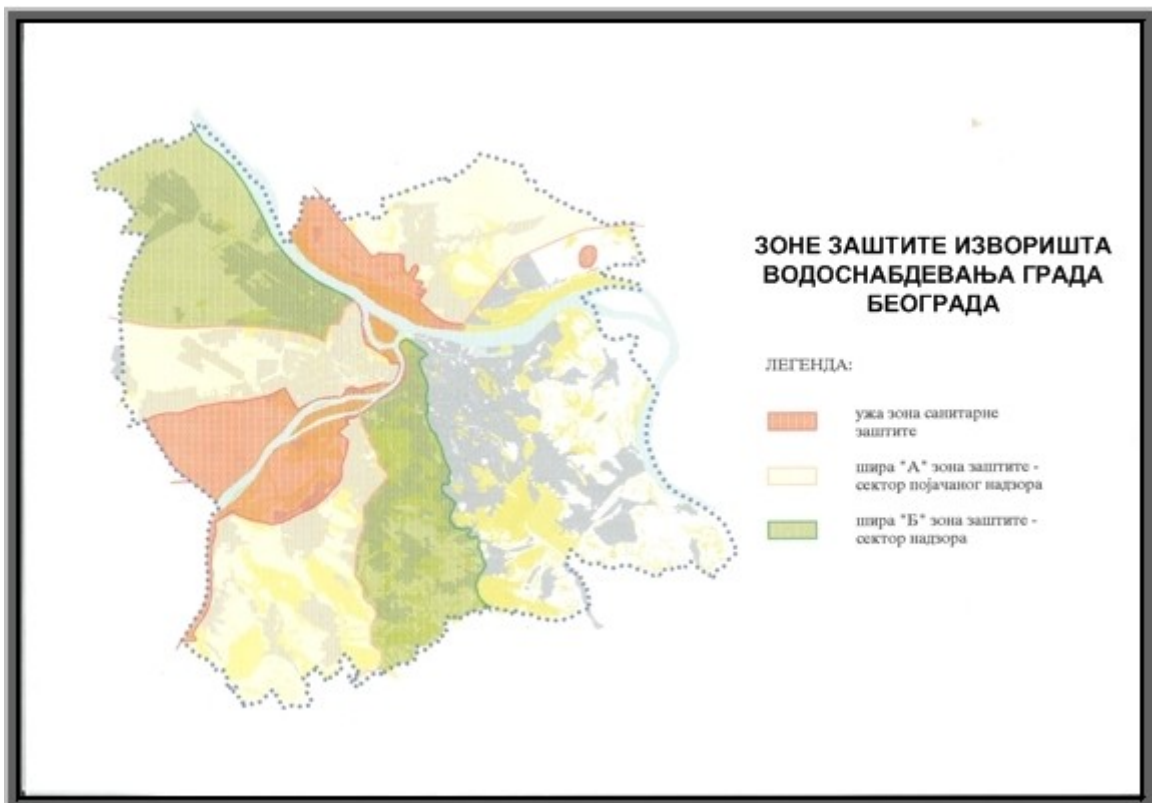 ЗОНЕ ЗАШТИТЕ ИЗВОРИШТА
ВОДОСНАБДЕВАЊА ГРАДА
БЕОГРАДА
ЛЕГЕНДА:
ужа зона санитарне
заштите
шира "А" зона заштите -
сектор појачаног надзора
шира "Б" зона заштите -
сектор надзора